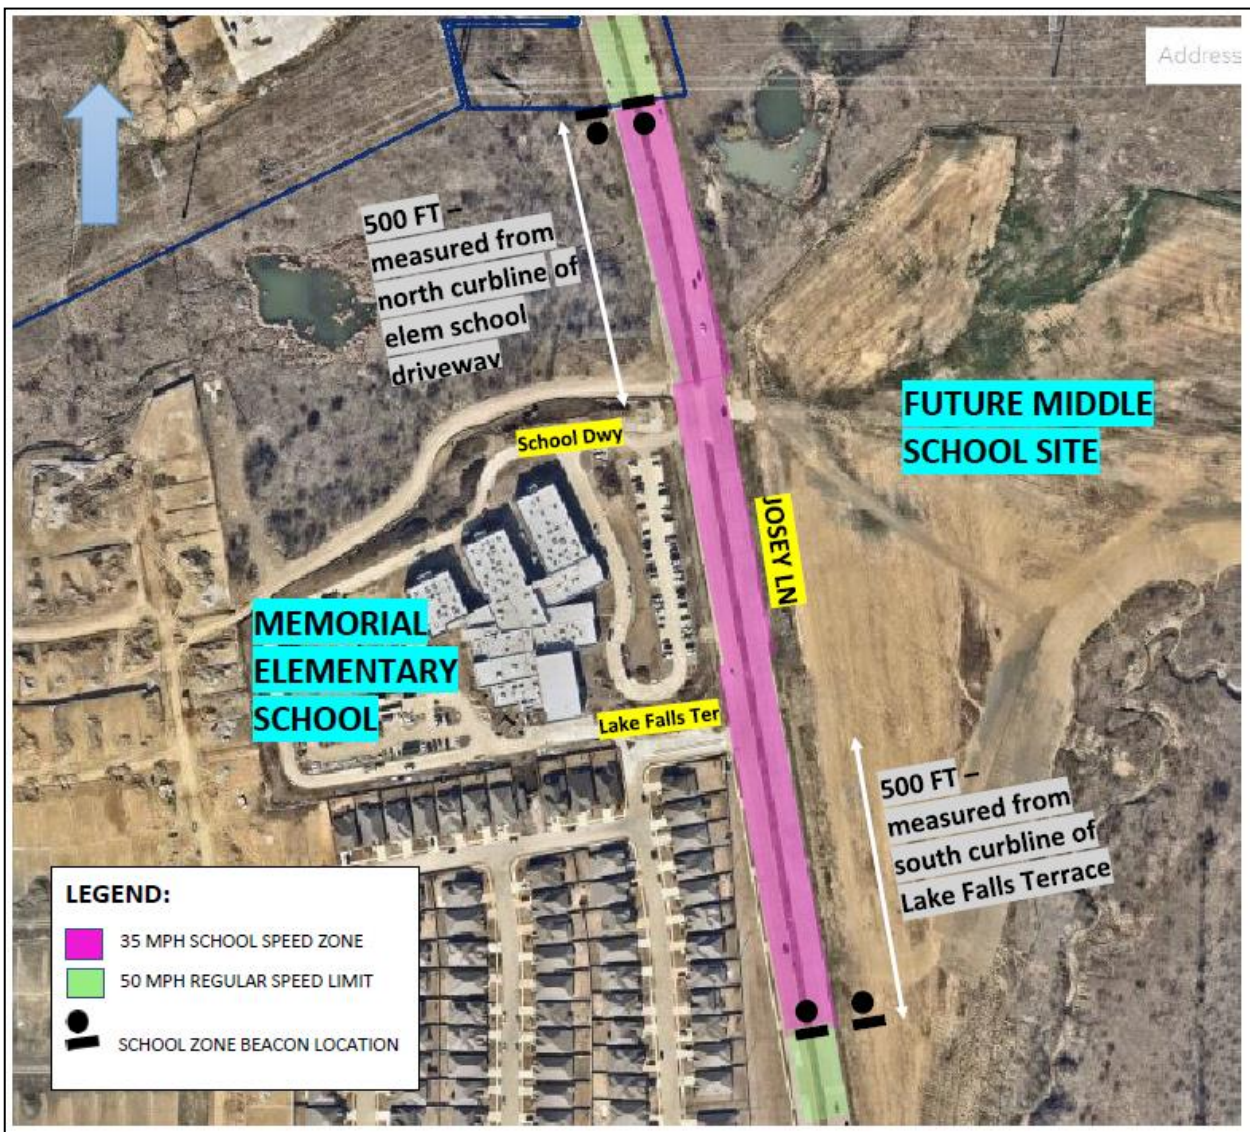 Address
500 FT –
measured from
north curbline of
elem school
driveway
School Dwy
FUTURE MIDDLE
SCHOOL SITE
JOSEY LN
MEMORIAL
ELEMENTARY
SCHOOL
Lake Falls Ter
500 FT –
measured from
south curbline of
Lake Falls Terrace
LEGEND:
35 MPH SCHOOL SPEED ZONE
50 MPH REGULAR SPEED LIMIT
SCHOOL ZONE BEACON LOCATION